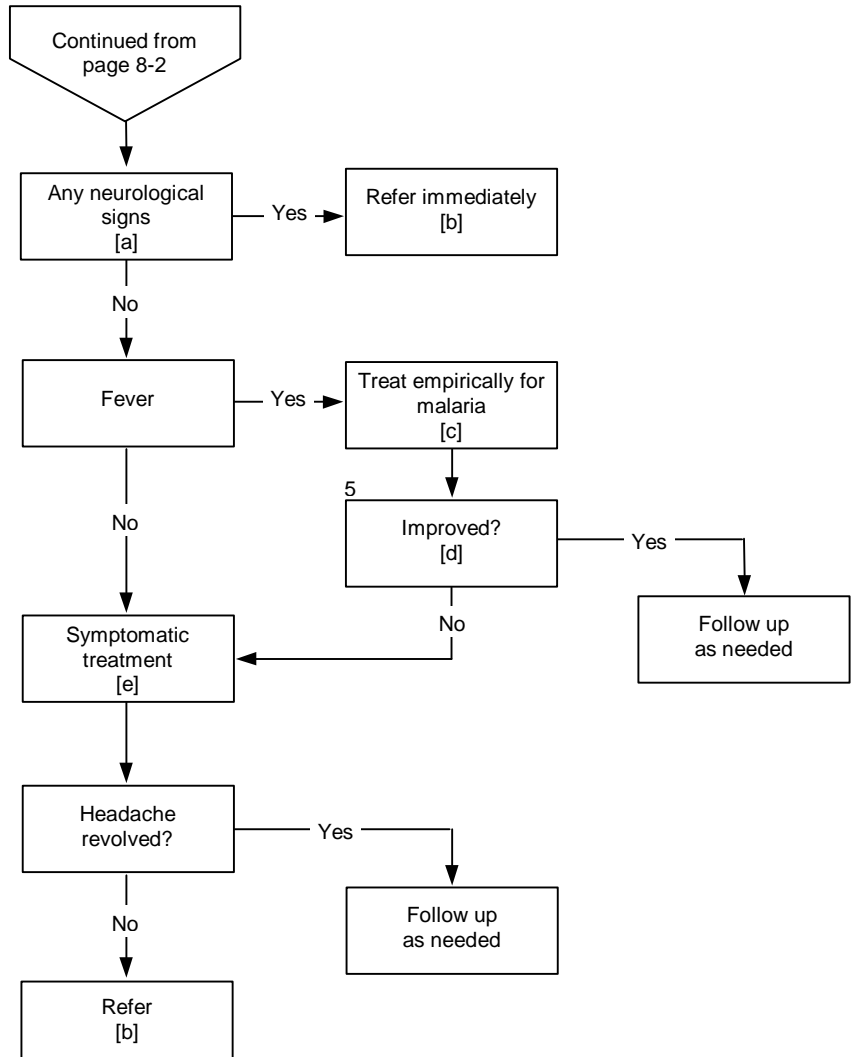 Continued from
page 8-2
Any neurological
signs
[a]
Yes
Refer immediately
[b]
No
Fever
Yes
Treat empirically for
malaria
[c]
No
5
Improved?
[d]
Yes
No
Follow up
as needed
Symptomatic
treatment
[e]
Headache
revolved?
Yes
Follow up
as needed
No
Refer
[b]